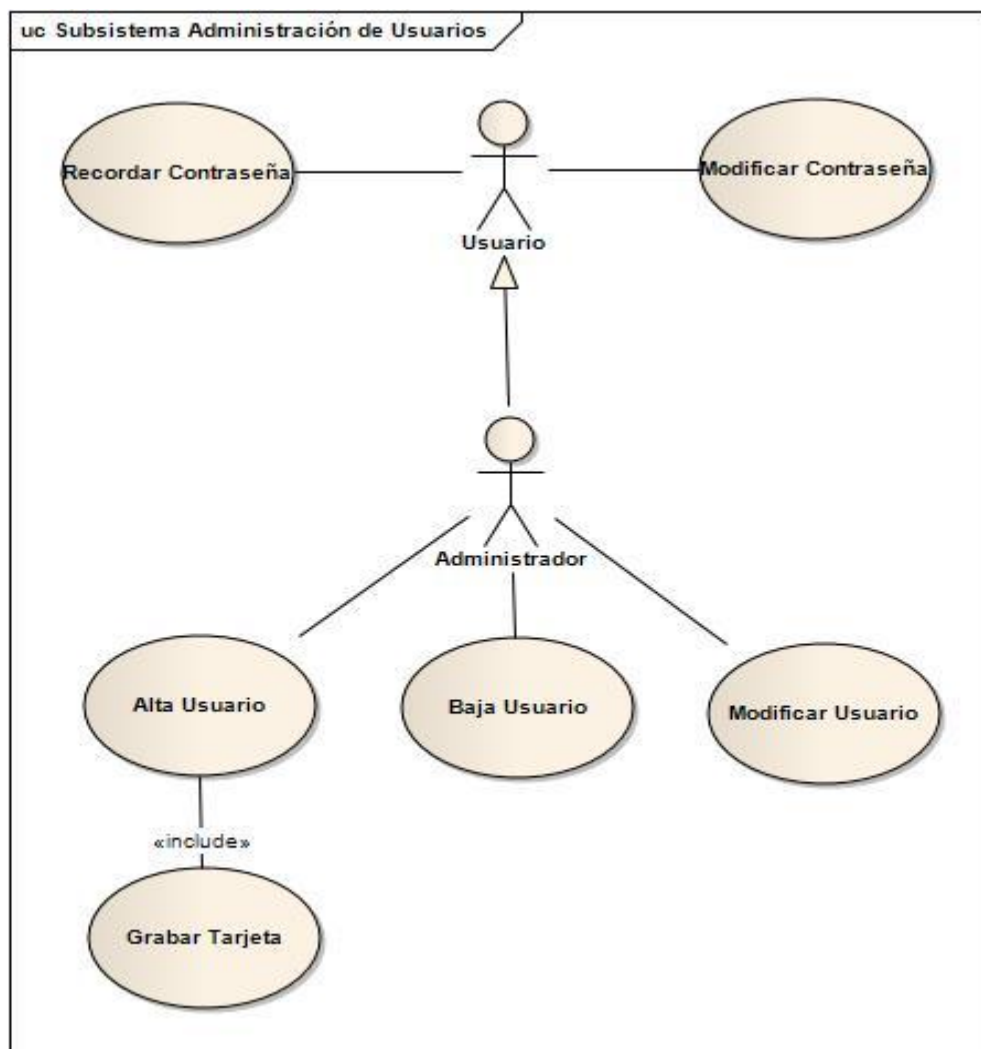 uc Subsistema Administración de Usuarios
Recordar Contraseña
Modificar Contraseña
Usuario
Administrador
Alta Usuario
Baja Usuario
Modificar Usuario
«include»
Grabar Tarjeta